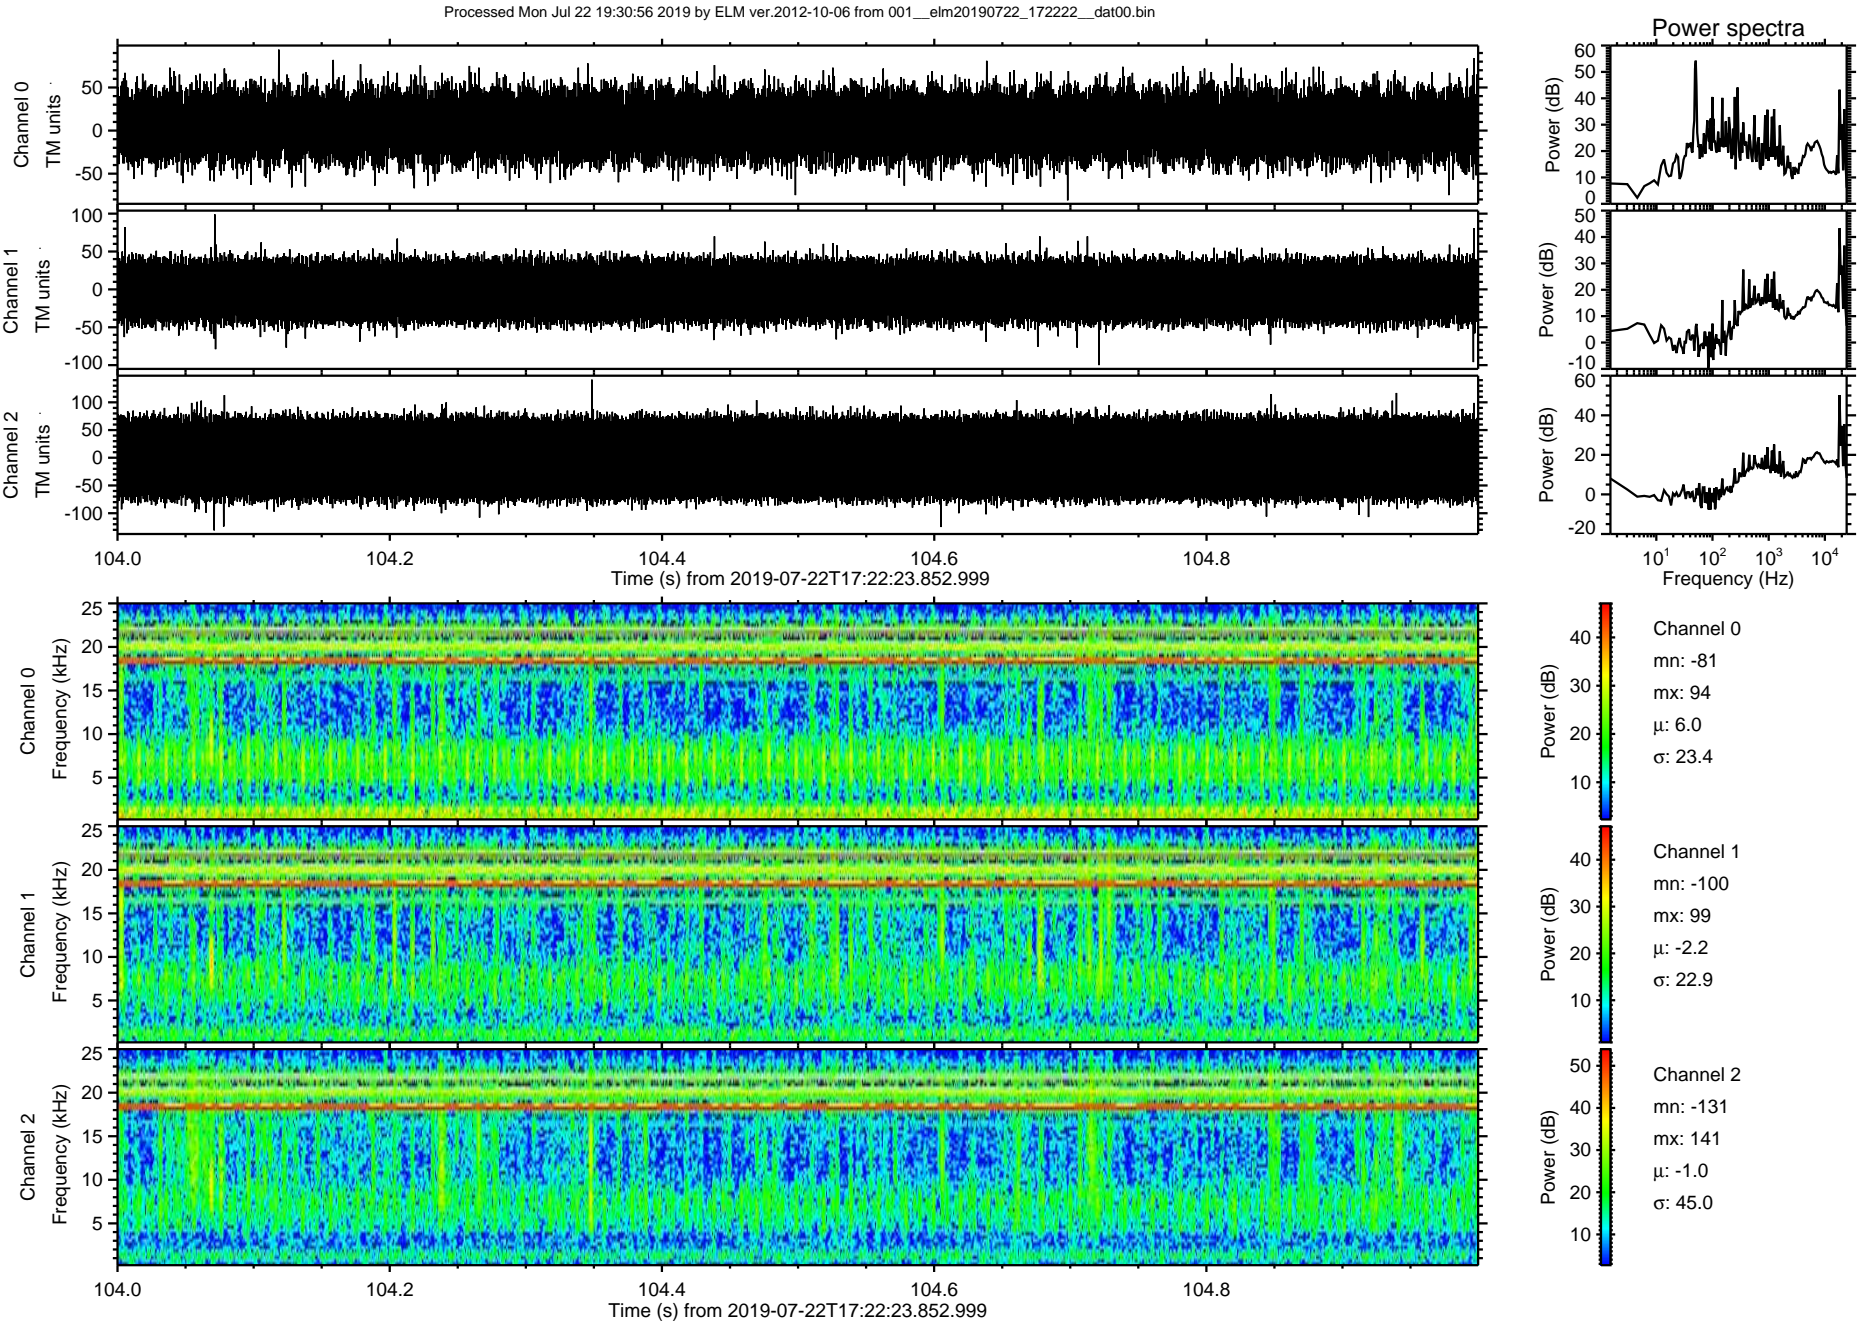 Processed Mon Jul 22 19:30:56 2019 by ELM ver.2012-10-06 from 001__elm20190722_172222__dat00.bin
Power spectra
Channel 0
TM units
50
0
-50
Power (dB)
60
50
40
30
20
10
0
Channel 1
TM units
100
50
0
-50
-100
Power (dB)
50
40
30
20
10
0
-10
Channel 2
TM units
100
50
0
-50
-100
Power (dB)
60
40
20
0
-20
104.0 104.2 104.4 104.6 104.8
Time (s) from 2019-07-22T17:22:23.852.999
10¹ 10² 10³ 10⁴
Frequency (Hz)
Channel 0
Frequency (kHz)
25
20
15
10
5
Power (dB)
40
30
20
10
Channel 0
mn: -81
mx: 94
μ: 6.0
σ: 23.4
Channel 1
Frequency (kHz)
25
20
15
10
5
Power (dB)
40
30
20
10
Channel 1
mn: -100
mx: 99
μ: -2.2
σ: 22.9
Channel 2
Frequency (kHz)
25
20
15
10
5
Power (dB)
50
40
30
20
10
Channel 2
mn: -131
mx: 141
μ: -1.0
σ: 45.0
104.0 104.2 104.4 104.6 104.8
Time (s) from 2019-07-22T17:22:23.852.999